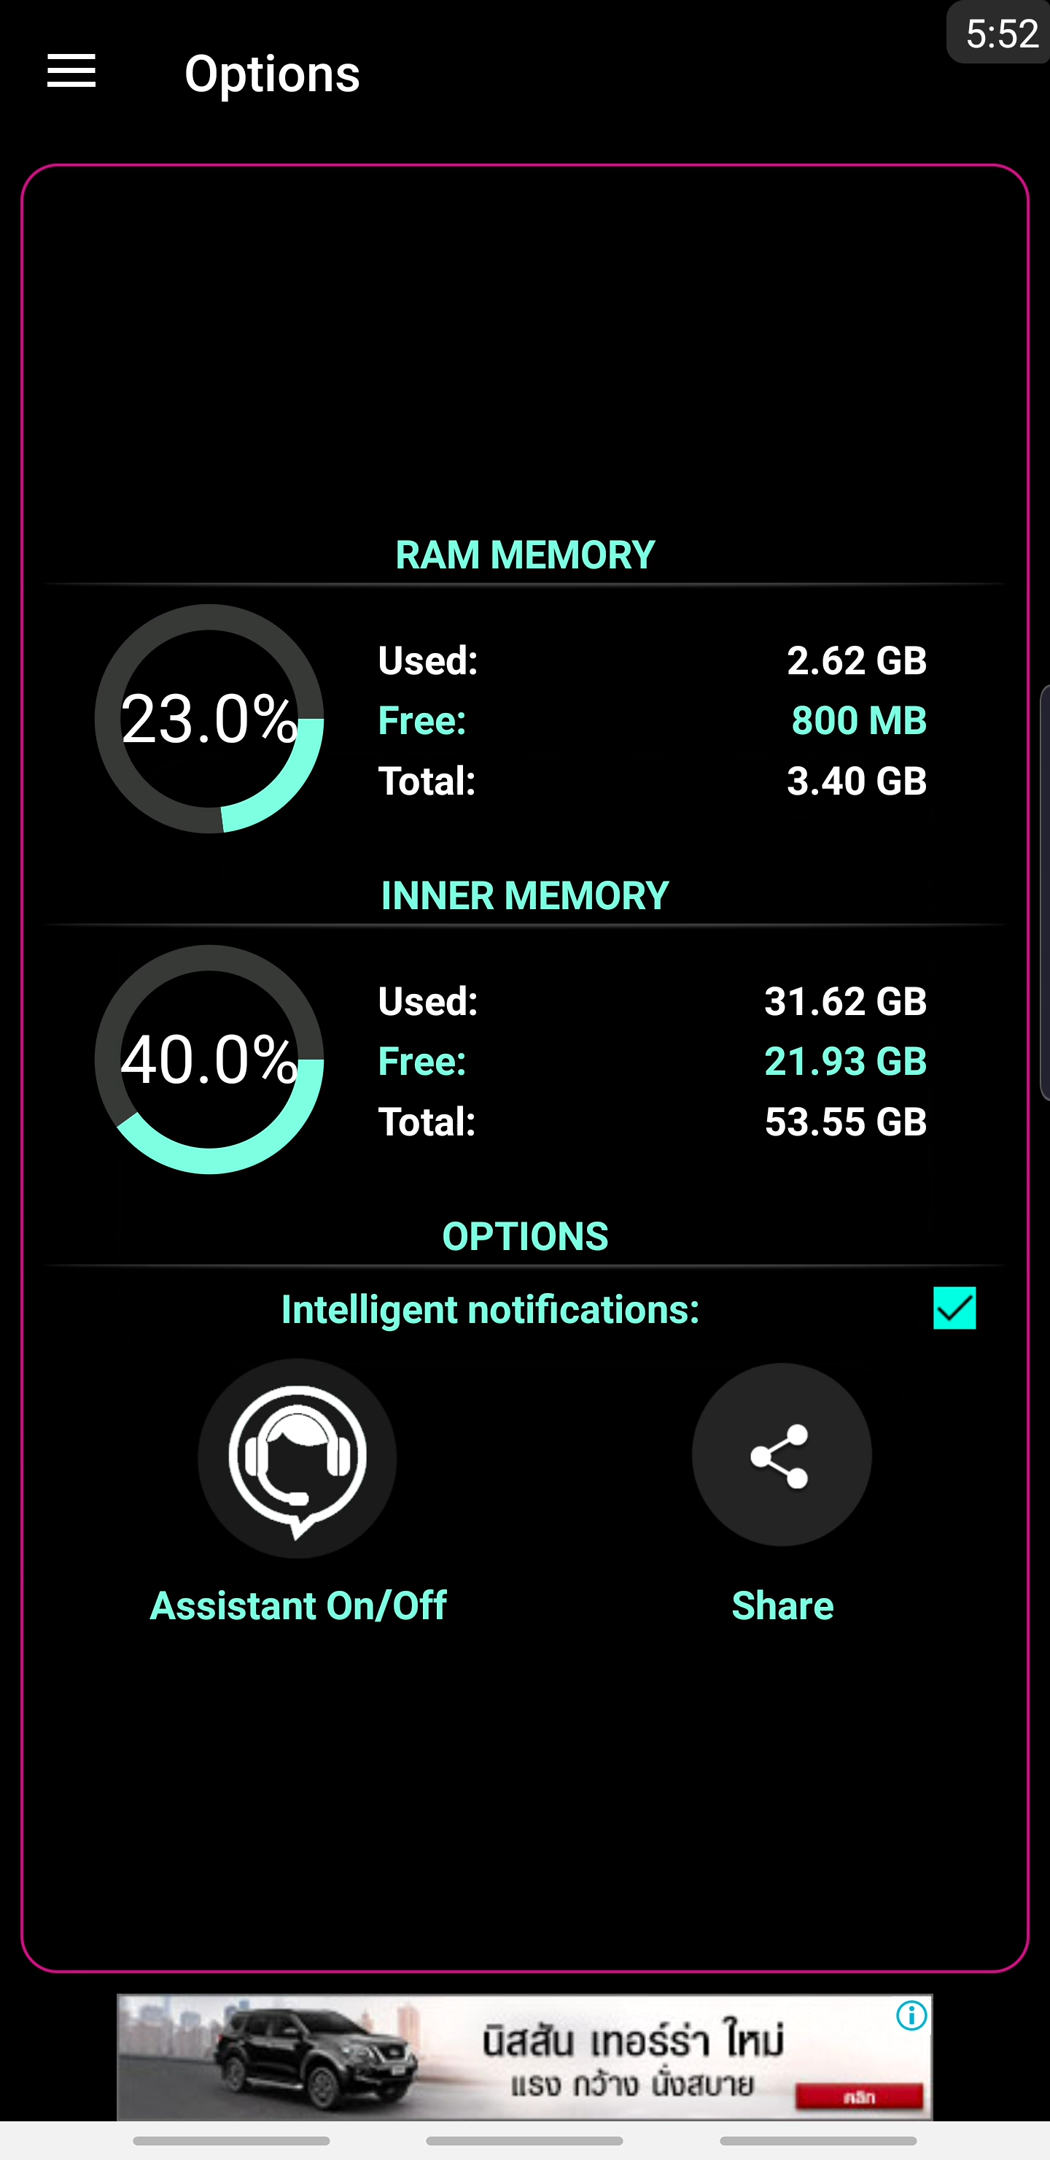 5:52
Options
RAM MEMORY
23.0%
Used: 2.62 GB
Free: 800 MB
Total: 3.40 GB
INNER MEMORY
40.0%
Used: 31.62 GB
Free: 21.93 GB
Total: 53.55 GB
OPTIONS
Intelligent notifications:
Assistant On/Off Share
นิสสัน เทอร์ร่า ใหม่
แรง กว้าง นั่งสบาย
คลิก